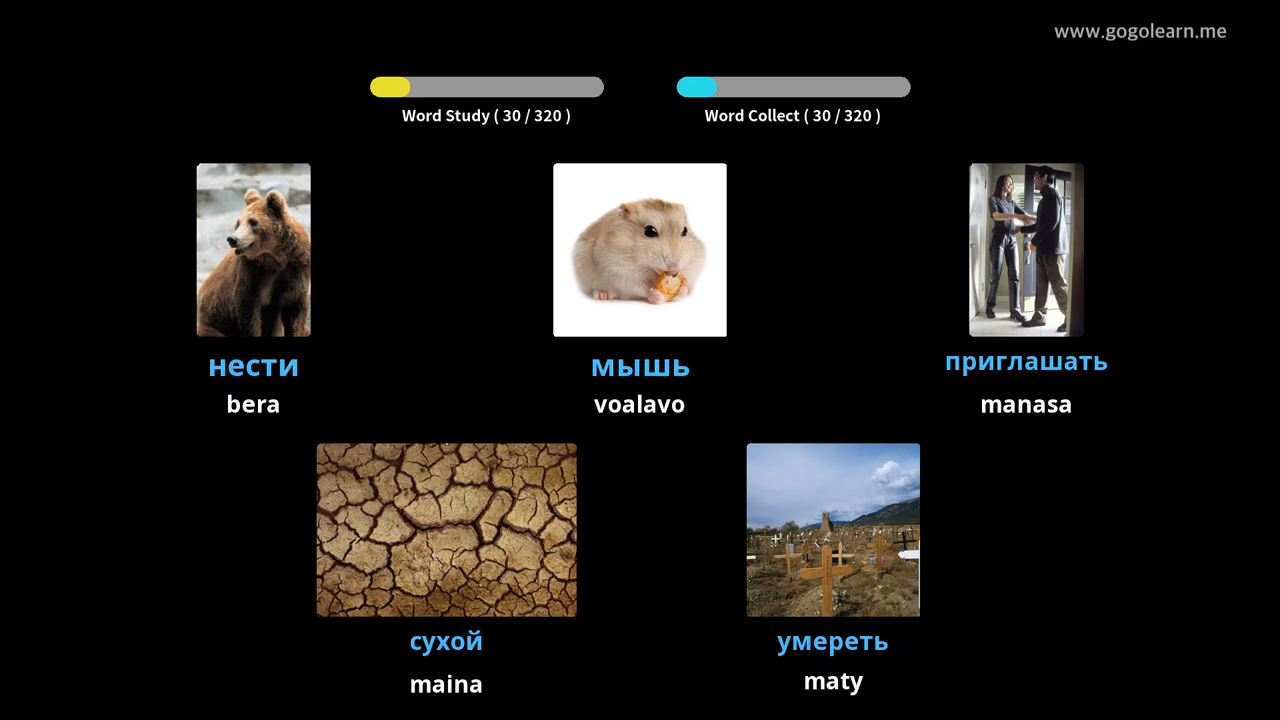 www.gogolearn.me
Word Study ( 30 / 320 )
Word Collect ( 30 / 320 )
нести
bera
мышь
voalavo
приглашать
manasa
сухой
maina
умереть
maty